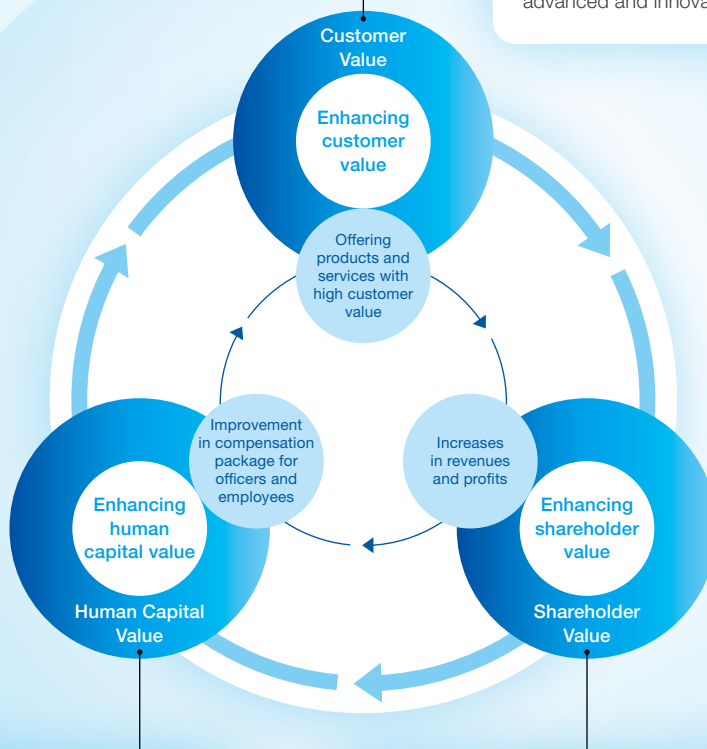 advanced and innova
Customer
Value
Enhancing
customer
value
Offering
products and
services with
high customer
value
Improvement
in compensation
package for
officers and
employees
Increases
in revenues
and profits
Enhancing
human
capital value
Enhancing
shareholder
value
Human Capital
Value
Shareholder
Value